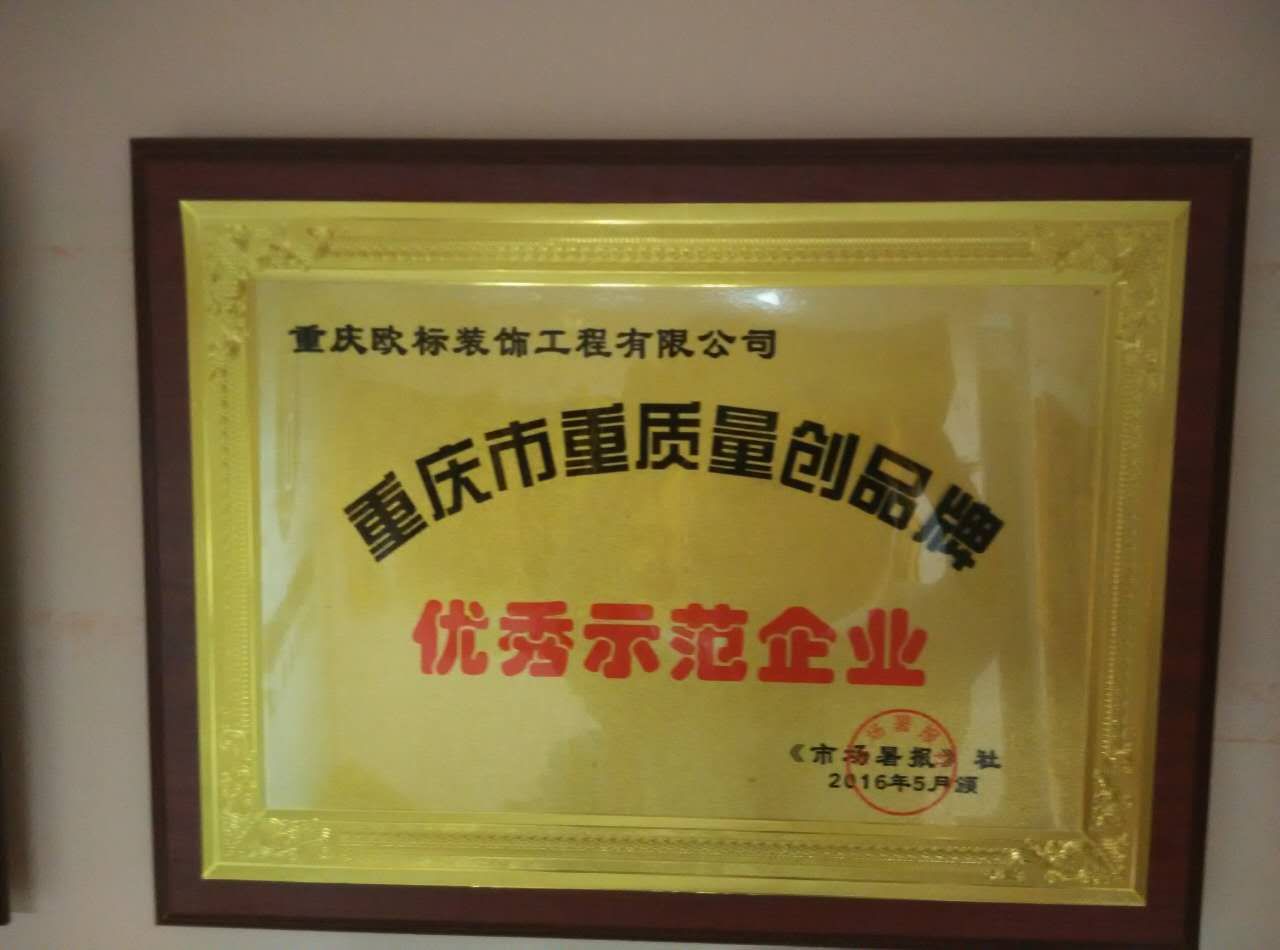 重庆欧标装饰工程有限公司
重庆市重质量创品牌
优秀示范企业
《市场暑报》社
2016年5月颁